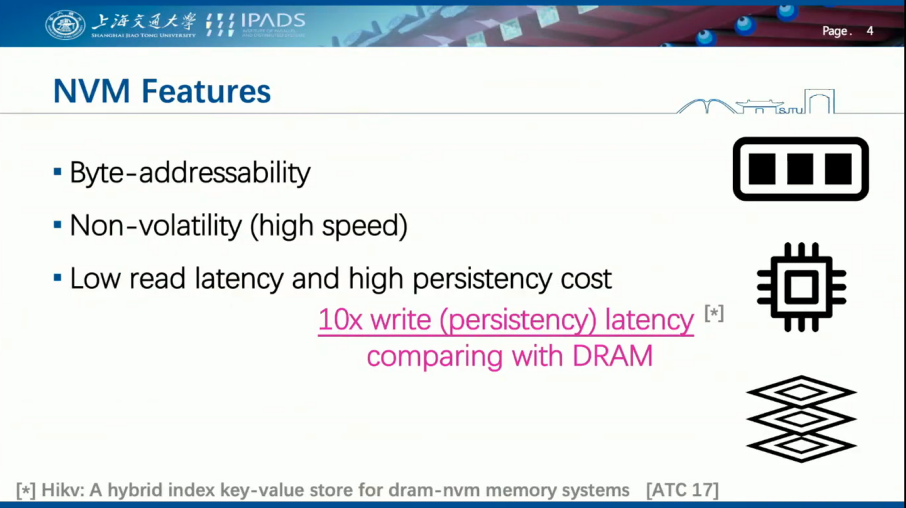 上海交通大学
SHANGHAI JIAO TONG UNIVERSITY
IPADS
Page. 4
NVM Features
SJTU
▪ Byte-addressability
▪ Non-volatility (high speed)
▪ Low read latency and high persistency cost
10x write (persistency) latency [*]
comparing with DRAM
[*] Hikv: A hybrid index key-value store for dram-nvm memory systems [ATC 17]